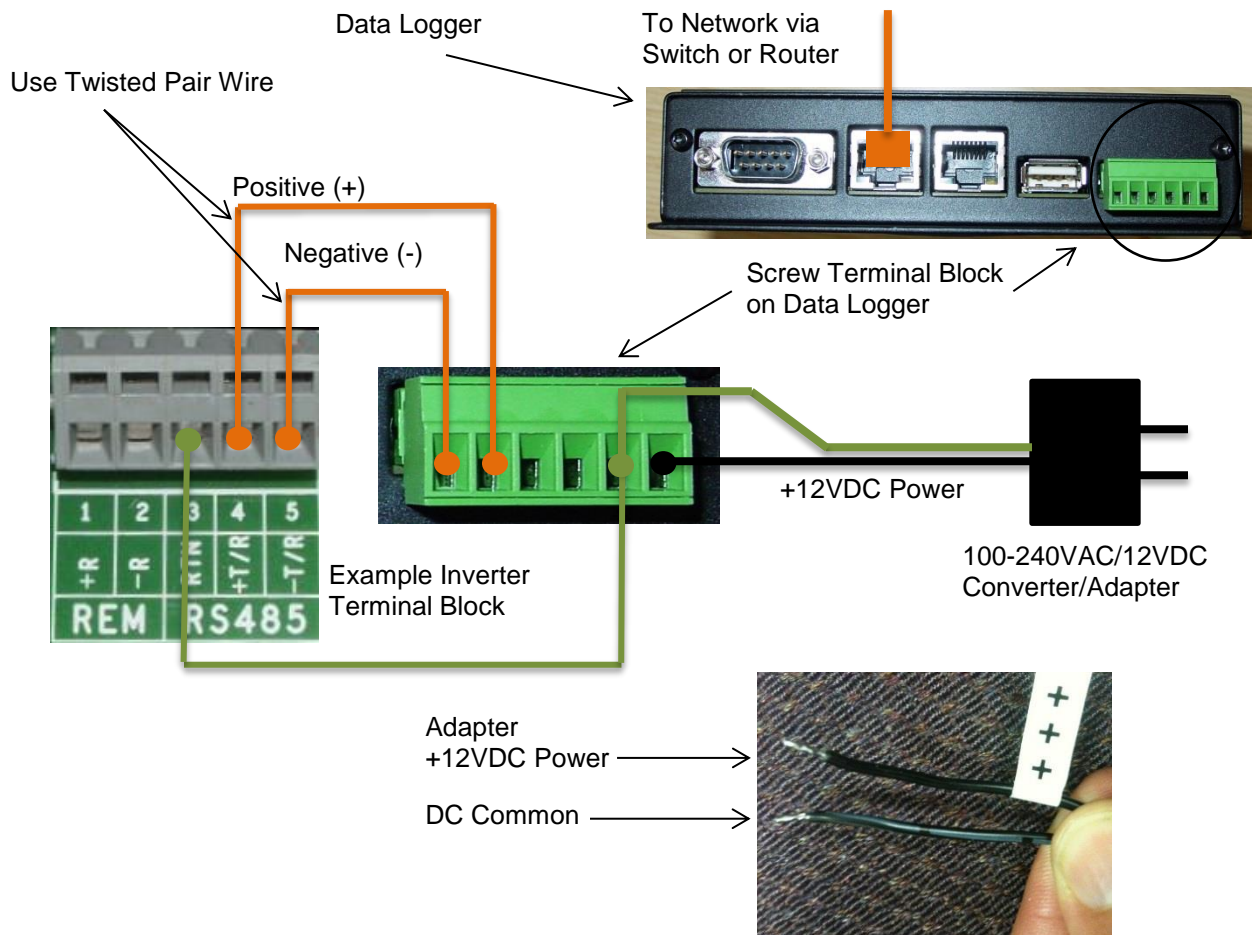 Data Logger
To Network via
Switch or Router
Use Twisted Pair Wire
Positive (+)
Negative (-)
Screw Terminal Block
on Data Logger
+12VDC Power
100-240VAC/12VDC
Converter/Adapter
1 2 3 4 5
+R -R RTN +T/R -T/R
REM RS485
Example Inverter
Terminal Block
Adapter
+12VDC Power
DC Common
+
+
+